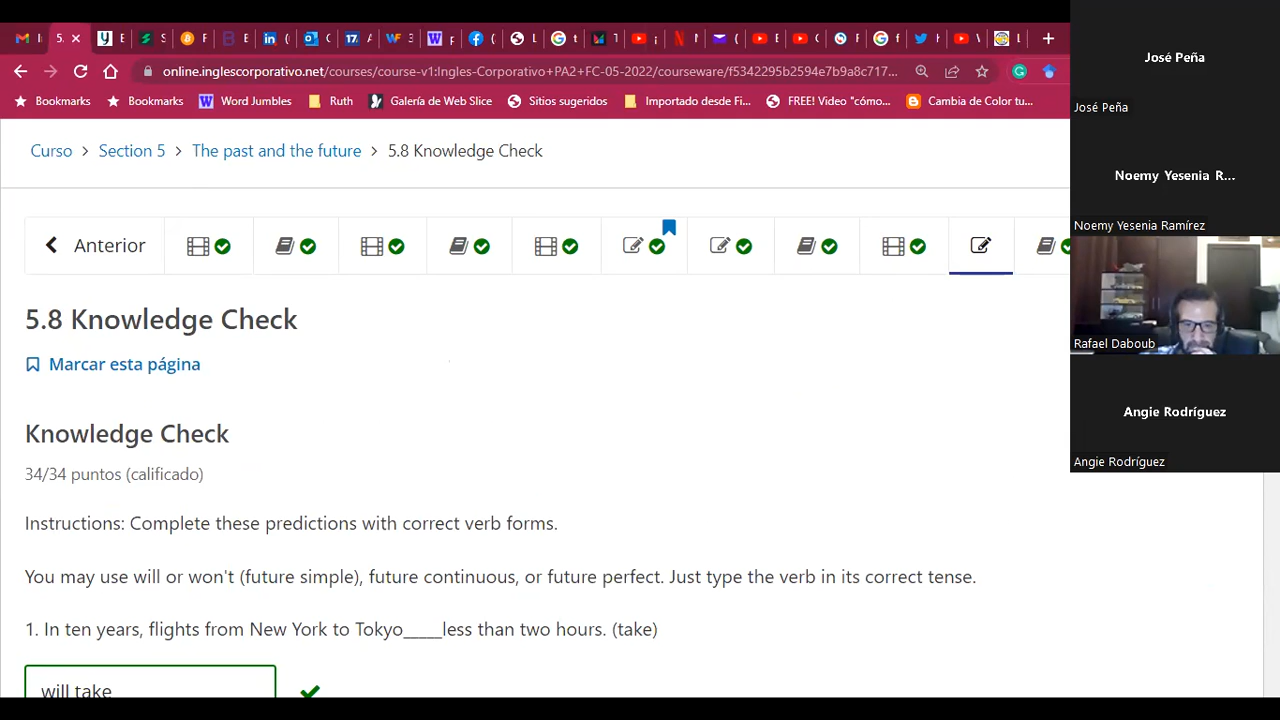 online.inglescorporativo.net/courses/course-v1:Ingles-Corporativo+PA2+FC-05-2022/courseware/f5342295b2594e7b9a8c717...
Bookmarks Bookmarks Word Jumbles Ruth Galería de Web Slice Sitios sugeridos Importado desde Fi... FREE! Video "cómo... Cambia de Color tu...
Curso > Section 5 > The past and the future > 5.8 Knowledge Check
Anterior
5.8 Knowledge Check
Marcar esta página
Knowledge Check
34/34 puntos (calificado)
Instructions: Complete these predictions with correct verb forms.
You may use will or won't (future simple), future continuous, or future perfect. Just type the verb in its correct tense.
1. In ten years, flights from New York to Tokyo____less than two hours. (take)
will take
José Peña
José Peña
Noemy Yesenia R...
Noemy Yesenia Ramírez
Rafael Daboub
Angie Rodríguez
Angie Rodríguez